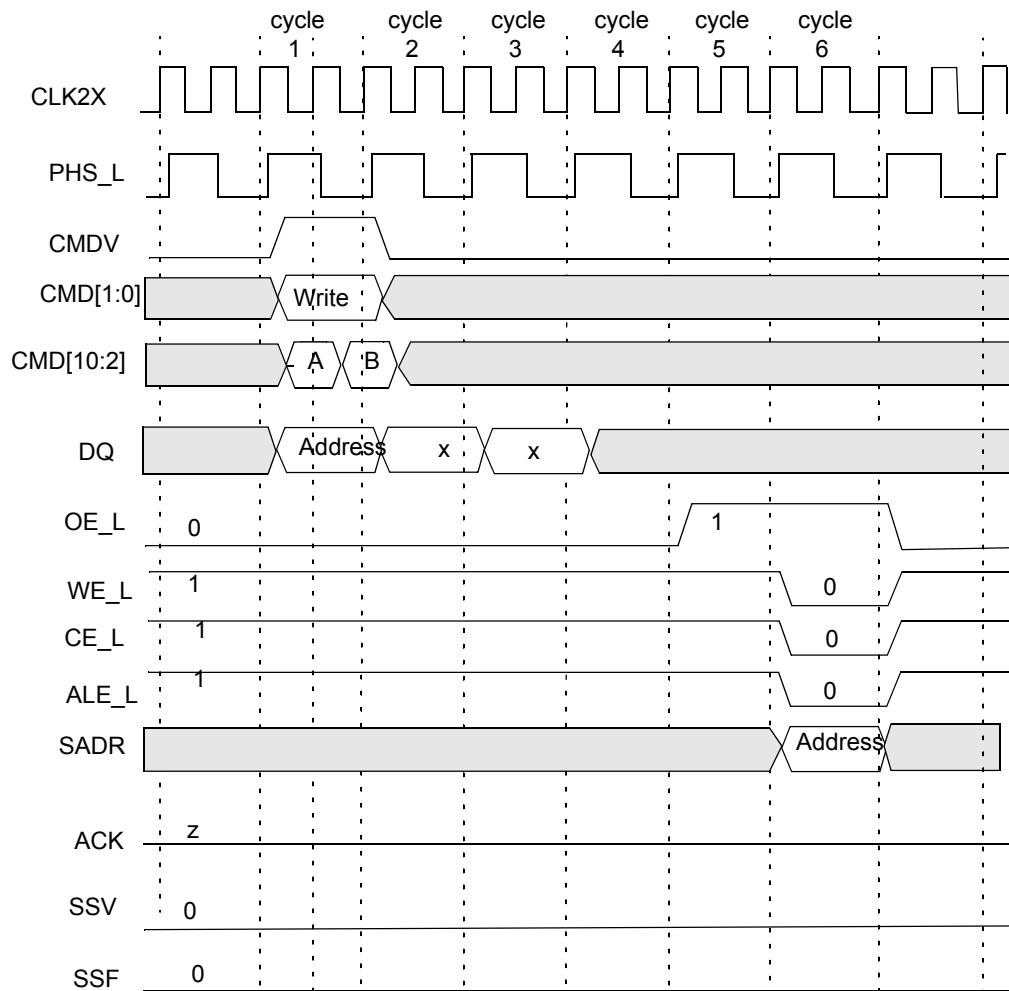 cycle cycle cycle cycle cycle cycle
1 2 3 4 5 6
CLK2X
PHS_L
CMDV
CMD[1:0] Write
CMD[10:2] A B
DQ Address x x
OE_L 0 1
WE_L 1 0
CE_L 1 0
ALE_L 1 0
SADR Address
ACK z
SSV 0
SSF 0